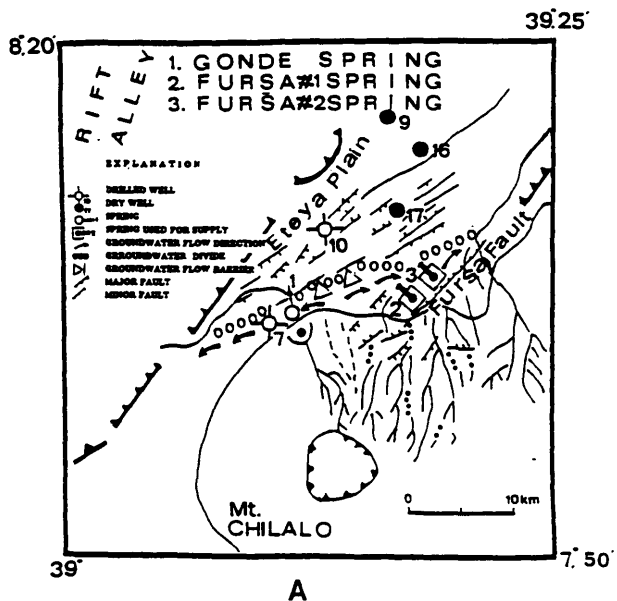 39.25'
8°20'
1. GONDE SPRING
2. FURSA#1SPRING
3. FURSA#2SPRING
RIFT
VALLEY
EXPLANATION
DRILLED WELL
DRY WELL
SPRING
SPRING USED FOR SUPPLY
GROUNDWATER FLOW DIRECTION
GROUNDWATER DIVIDE
GROUNDWATER FLOW BARRIER
MAJOR FAULT
MINOR FAULT
Eteya Plain
9
16
17
10
1
3
2
7
Fursa Fault
0 10km
Mt.
CHILALO
39°
7°50'
A